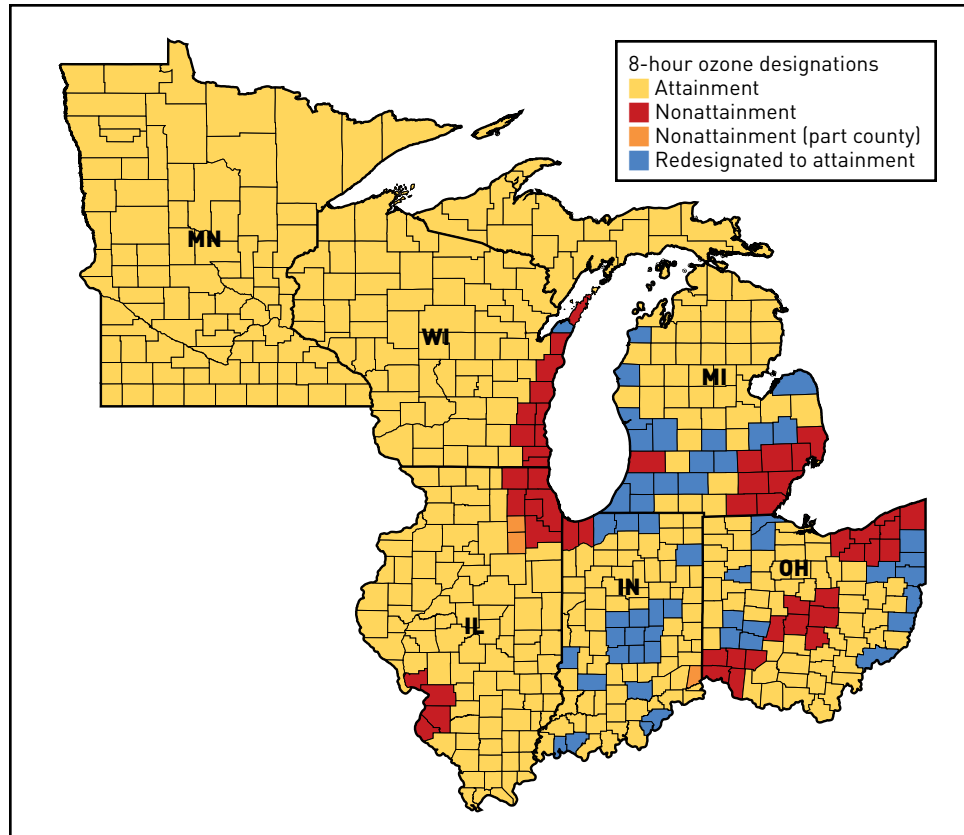 8-hour ozone designations
Attainment
Nonattainment
Nonattainment (part county)
Redesignated to attainment
MN
WI
MI
OH
IN
IL